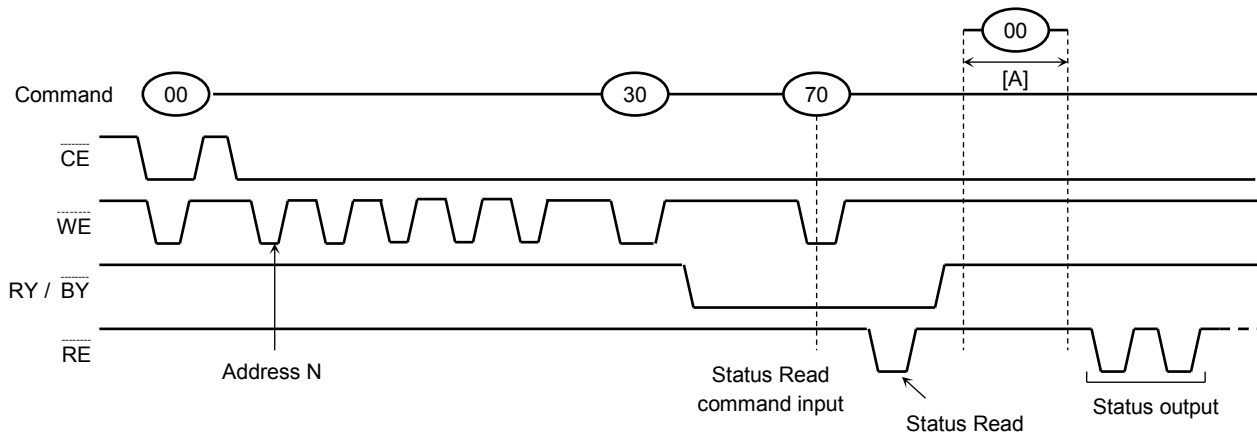 00
[A]
Command 00 30 70
CE
WE
RY / BY
RE
Address N
Status Read
command input
Status Read
Status output